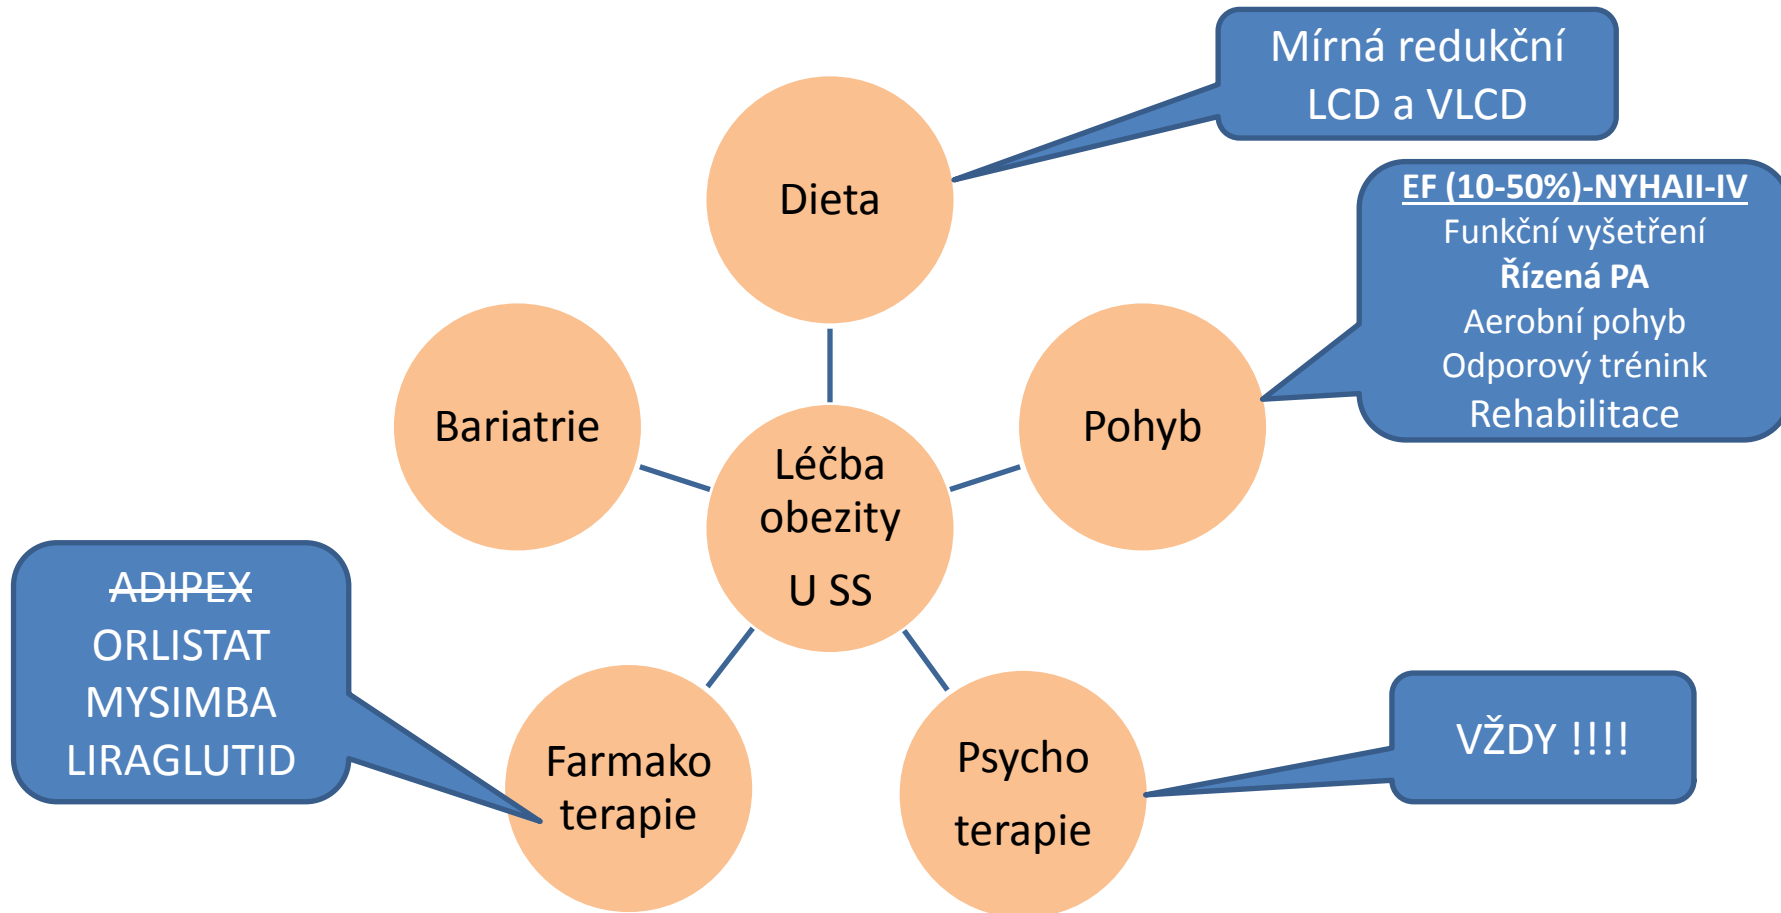 Mírná redukční
LCD a VLCD
Dieta
EF (10-50%)-NYHAII-IV
Funkční vyšetření
Řízená PA
Aerobní pohyb
Odporový trénink
Rehabilitace
Bariatrie
Pohyb
Léčba
obezity
U SS
ADIPEX
ORLISTAT
MYSIMBA
LIRAGLUTID
Farmako
terapie
Psycho
terapie
VŽDY !!!!